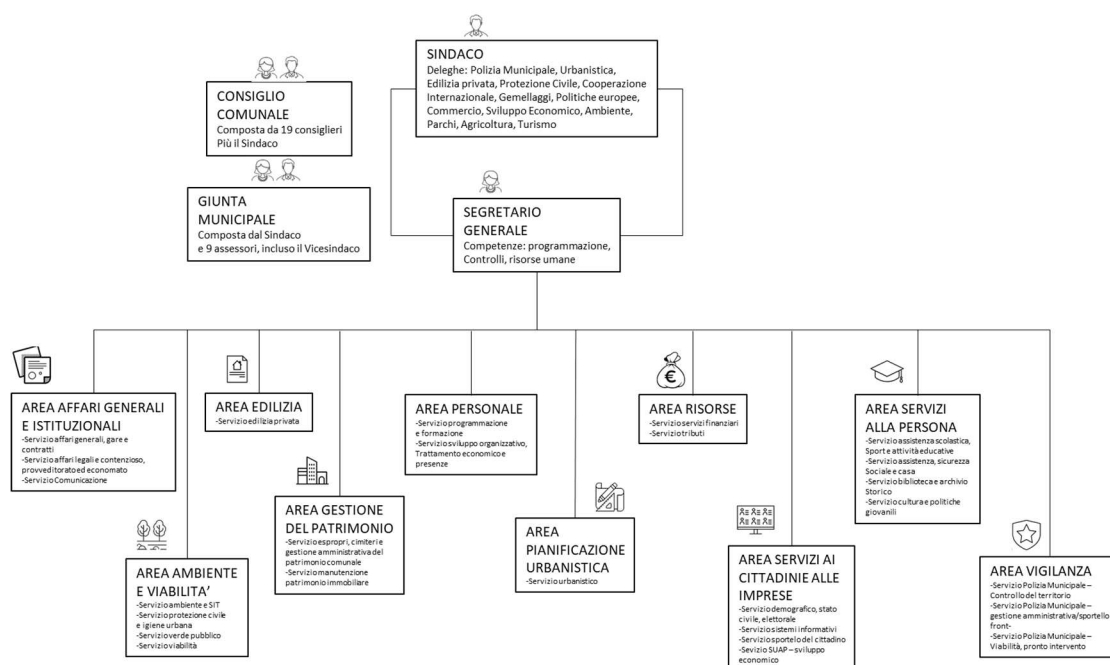 SINDACO
Deleghe: Polizia Municipale, Urbanistica,
Edilizia privata, Protezione Civile, Cooperazione
Internazionale, Gemellaggi, Politiche europee,
Commercio, Sviluppo Economico, Ambiente,
Parchi, Agricoltura, Turismo
CONSIGLIO
COMUNALE
Composta da 19 consiglieri
Più il Sindaco
GIUNTA
MUNICIPALE
Composta dal Sindaco
e 9 assessori, incluso il Vicesindaco
SEGRETARIO
GENERALE
Competenze: programmazione,
Controlli, risorse umane
AREA AFFARI GENERALI
E ISTITUZIONALI
-Servizio affari generali, gare e
contratti
-Servizio affari legali e contenzioso,
provveditorato ed economato
-Servizio Comunicazione
AREA EDILIZIA
-Servizio edilizia privata
AREA PERSONALE
-Servizio programmazione
e formazione
-Servizio sviluppo organizzativo,
Trattamento economico e
presenze
AREA RISORSE
-Servizio servizi finanziari
-Servizio tributi
AREA SERVIZI
ALLA PERSONA
-Servizio assistenza scolastica,
Sport e attività educative
-Servizio assistenza, sicurezza
Sociale e casa
-Servizio biblioteca e archivio
Storico
-Servizio cultura e politiche
giovanili
AREA AMBIENTE
E VIABILITA'
-Servizio ambiente e SIT
-Servizio protezione civile
e igiene urbana
-Servizio verde pubblico
-Servizio viabilità
AREA GESTIONE
DEL PATRIMONIO
-Servizio espropri, cimiteri e
gestione amministrativa del
patrimonio comunale
-Servizio manutenzione
patrimonio immobiliare
AREA
PIANIFICAZIONE
URBANISTICA
-Servizio urbanistico
AREA SERVIZI AI
CITTADINI E ALLE
IMPRESE
-Servizio demografico, stato
civile, elettorale
-Servizio sistemi informativi
-Servizio sportelo del cittadino
-Sevizio SUAP – sviluppo
economico
AREA VIGILANZA
-Servizio Polizia Municipale –
Controllo del territorio
-Servizio Polizia Municipale –
gestione amministrativa/sportello
front-
-Servizio Polizia Municipale –
Viabilità, pronto intervento